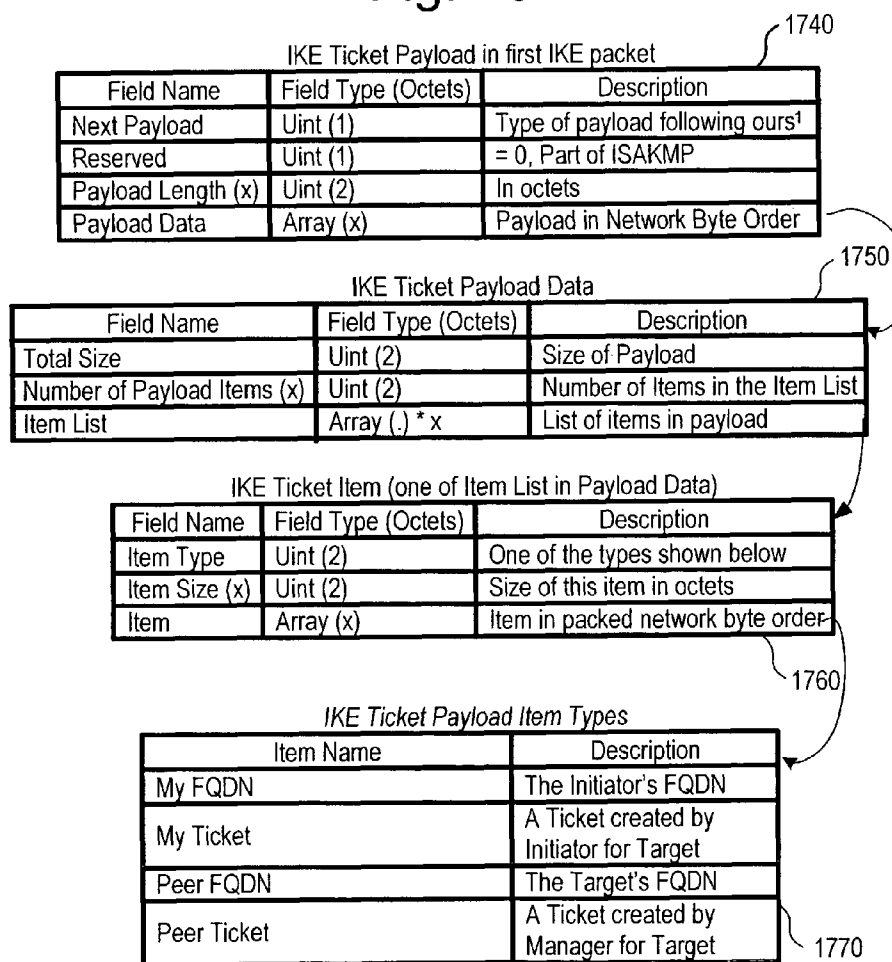 1740
IKE Ticket Payload in first IKE packet
Field Name Field Type (Octets) Description
Next Payload Uint (1) Type of payload following ours¹
Reserved Uint (1) = 0, Part of ISAKMP
Payload Length (x) Uint (2) In octets
Payload Data Array (x) Payload in Network Byte Order
1750
IKE Ticket Payload Data
Field Name Field Type (Octets) Description
Total Size Uint (2) Size of Payload
Number of Payload Items (x) Uint (2) Number of Items in the Item List
Item List Array (.) * x List of items in payload
IKE Ticket Item (one of Item List in Payload Data)
Field Name Field Type (Octets) Description
Item Type Uint (2) One of the types shown below
Item Size (x) Uint (2) Size of this item in octets
Item Array (x) Item in packed network byte order
1760
IKE Ticket Payload Item Types
Item Name Description
My FQDN The Initiator's FQDN
My Ticket A Ticket created by
Initiator for Target
Peer FQDN The Target's FQDN
Peer Ticket A Ticket created by
Manager for Target
1770